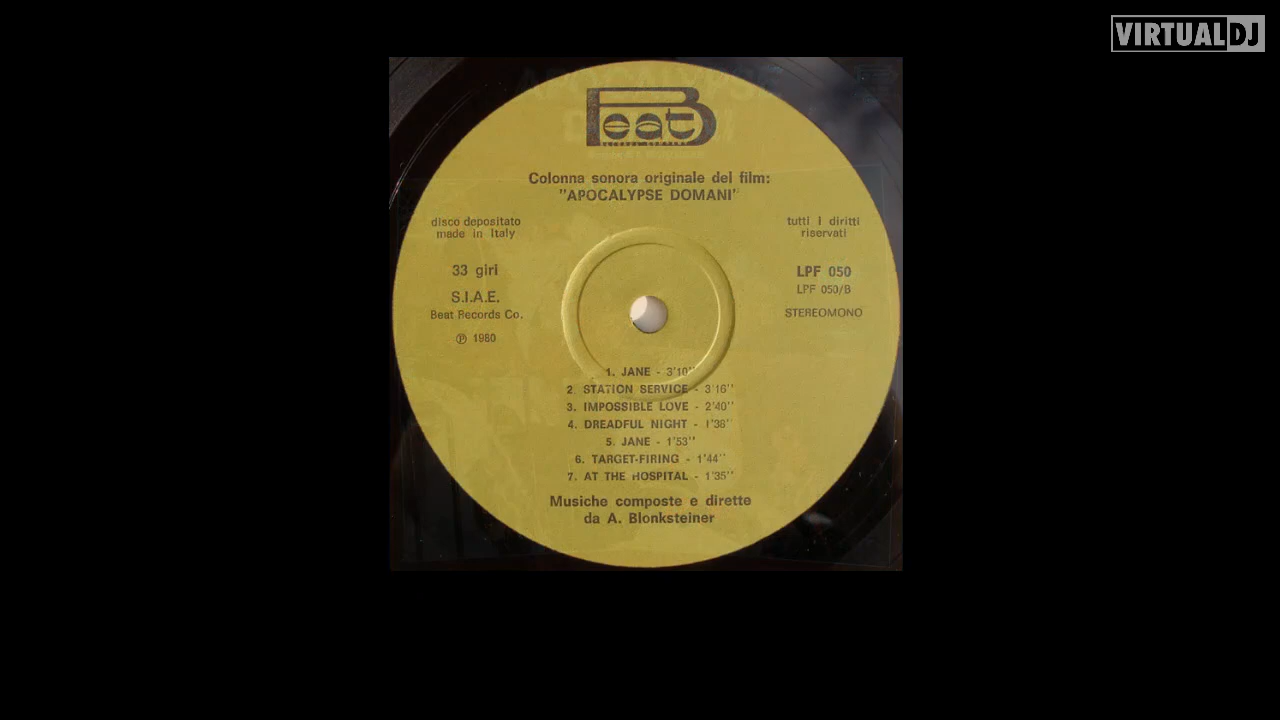 VIRTUALDJ
Beat
RECORDS COMPANY
Colonna sonora originale del film:
"APOCALYPSE DOMANI"
disco depositato
made in Italy
tutti i diritti
riservati
33 giri
LPF 050
S.I.A.E.
LPF 050/B
Beat Records Co.
STEREOMONO
℗ 1980
1. JANE - 3'10''
2. STATION SERVICE - 3'16''
3. IMPOSSIBLE LOVE - 2'40''
4. DREADFUL NIGHT - 1'38''
5. JANE - 1'53''
6. TARGET-FIRING - 1'44''
7. AT THE HOSPITAL - 1'35''
Musiche composte e dirette
da A. Blonksteiner